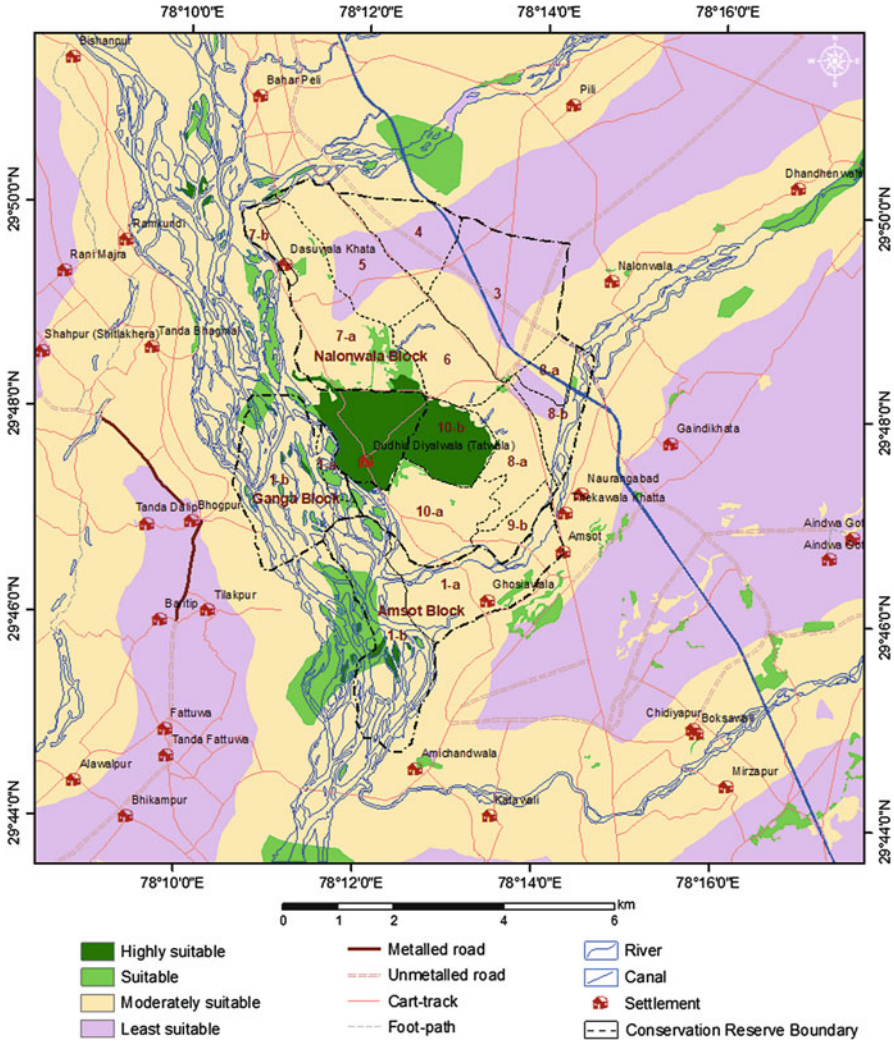 78°10'0"E
78°12'0"E
78°14'0"E
78°16'0"E
Bishanpur
N
W
E
S
Bahar Peli
Pili
29°50'0"N
Dhandhenwala
29°50'0"N
7-b
4
Ramkundi
Dasuwala Khata
Rani Majra
5
Nalonwala
3
Shahpur (Shitlakhera)
Tanda Bhagmal
7-a
Nalonwala Block
6
8-a
29°48'0"N
8-b
29°48'0"N
10-b
Gaindikhata
Dudhia Diyalwala (Tatwala)
1-b
1-a
8-a
Ganga Block
Naurangabad
Tanda Datip
Bhogpur
Thekawala Khatta
10-a
9-b
Aindwa Got
Amsot
Aindwa Got
1-a
29°46'0"N
Ghosiawala
Tilakpur
Amsot Block
29°46'0"N
Bantip
1-b
Fattuwa
Chidiyapur
Boksawali
Tanda Fattuwa
Alawalpur
Amichandwala
Mirzapur
Bhikampur
Katawali
29°44'0"N
29°44'0"N
78°10'0"E
78°12'0"E
78°14'0"E
78°16'0"E
km
0 1 2 4 6
Highly suitable
Metalled road
River
Suitable
Unmetalled road
Canal
Moderately suitable
Cart-track
Settlement
Least suitable
Foot-path
Conservation Reserve Boundary